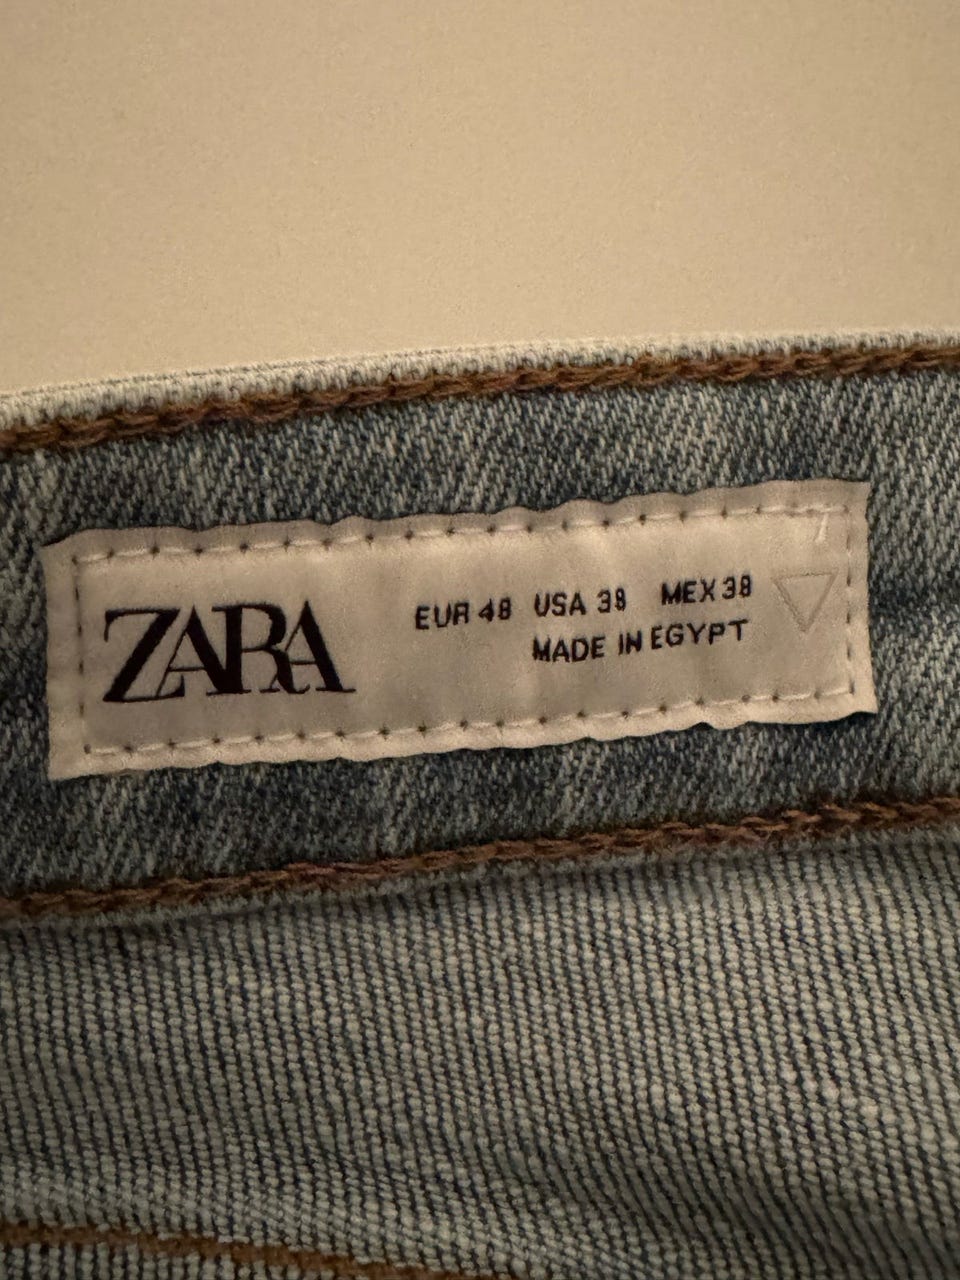 ZARA
EUR 48 USA 38 MEX 38
MADE IN EGYPT